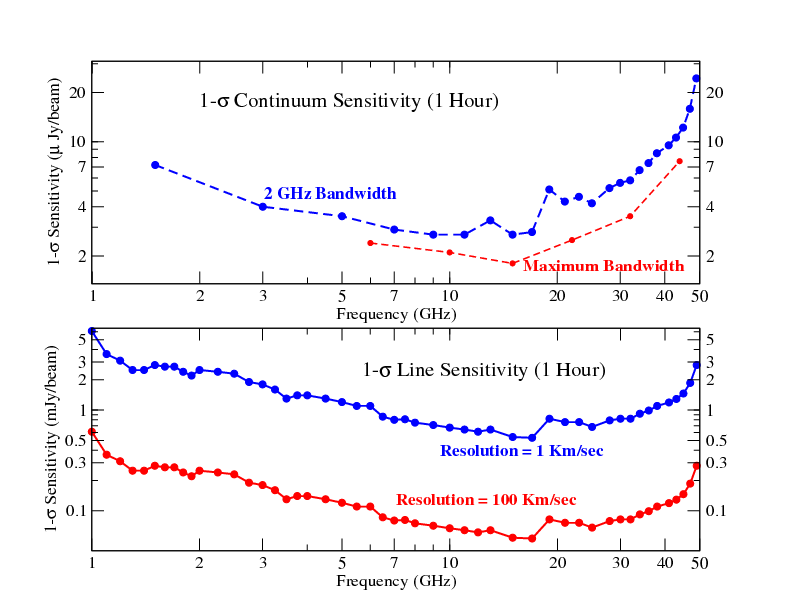 1-σ Continuum Sensitivity (1 Hour)
1-σ Sensitivity (μ Jy/beam)
20
10
7
4
2
20
10
7
4
2
2 GHz Bandwidth
Maximum Bandwidth
1 2 3 5 7 10 20 30 40 50
Frequency (GHz)
1-σ Line Sensitivity (1 Hour)
1-σ Sensitivity (mJy/beam)
5
3
2
1
0.5
0.3
0.1
5
3
2
1
0.5
0.3
0.1
Resolution = 1 Km/sec
Resolution = 100 Km/sec
1 2 3 5 7 10 20 30 40 50
Frequency (GHz)